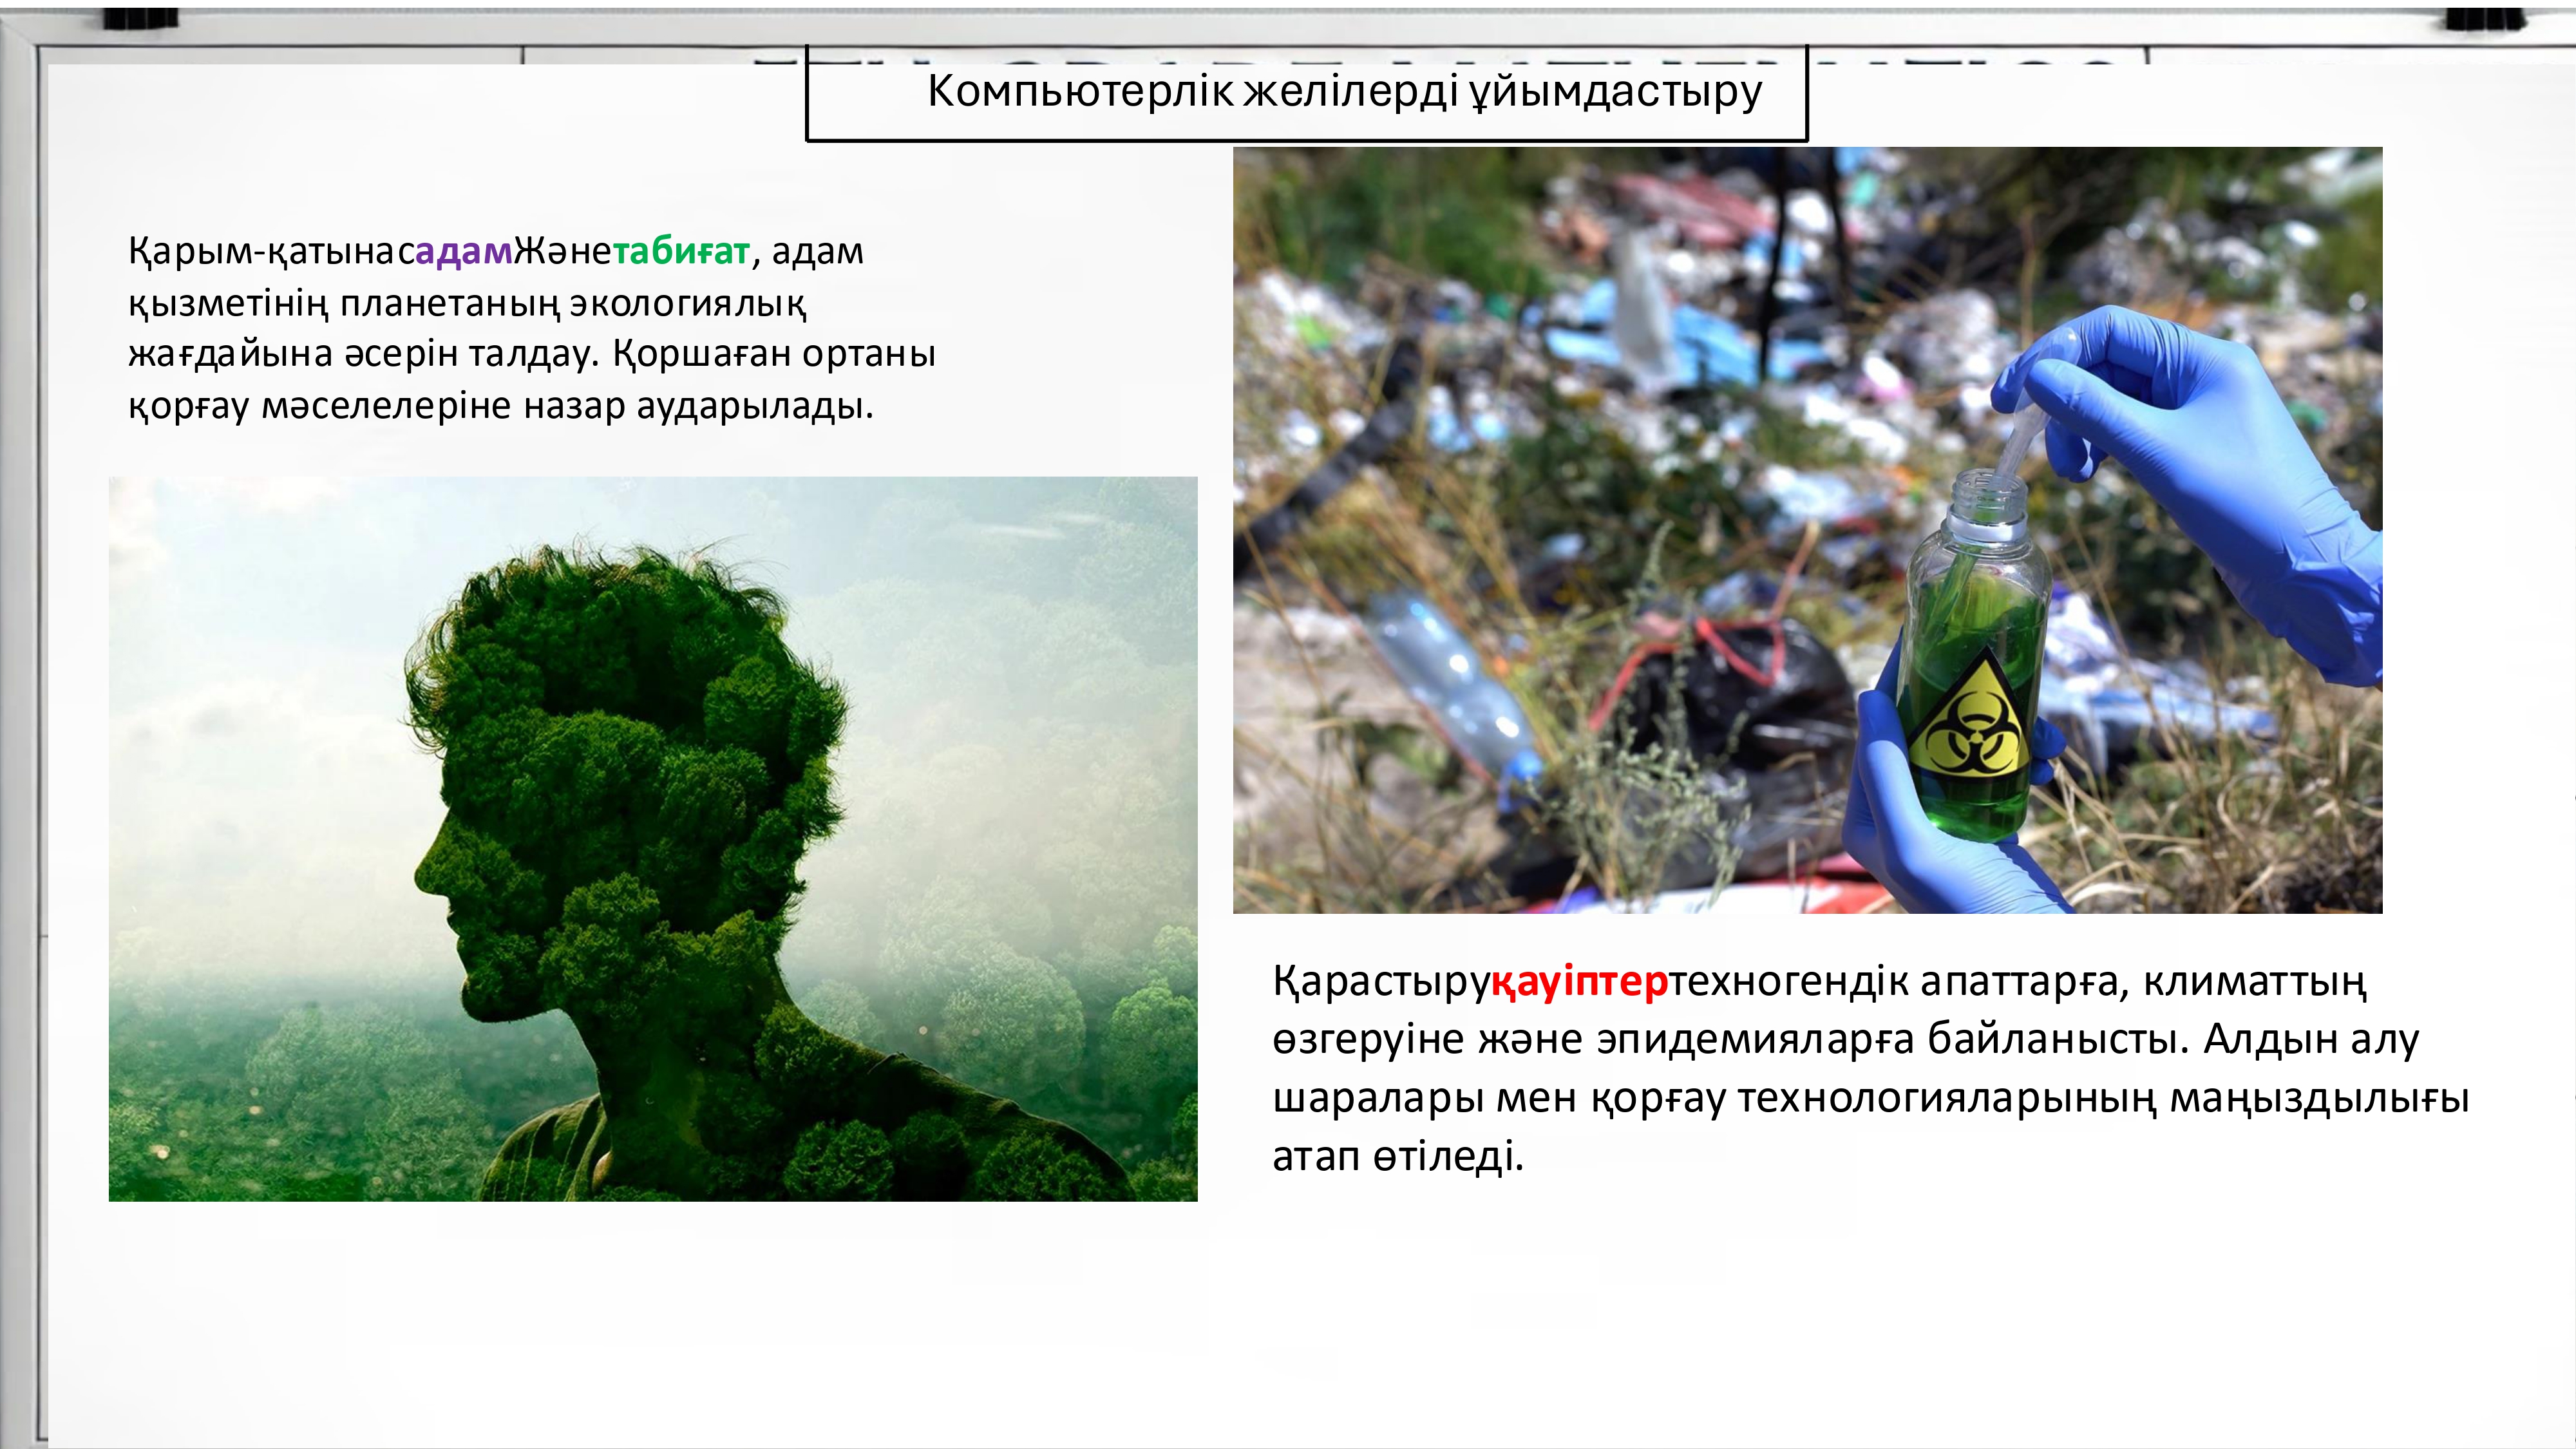 Компьютерлік желілерді ұйымдастыру
Қарым-қатынасадамЖәнетабиғат, адам
қызметінің планетаның экологиялық
жағдайына әсерін талдау. Қоршаған ортаны
қорғау мәселелеріне назар аударылады.
Қарастыруқауіптертехногендік апаттарға, климаттың
өзгеруіне және эпидемияларға байланысты. Алдын алу
шаралары мен қорғау технологияларының маңыздылығы
атап өтіледі.